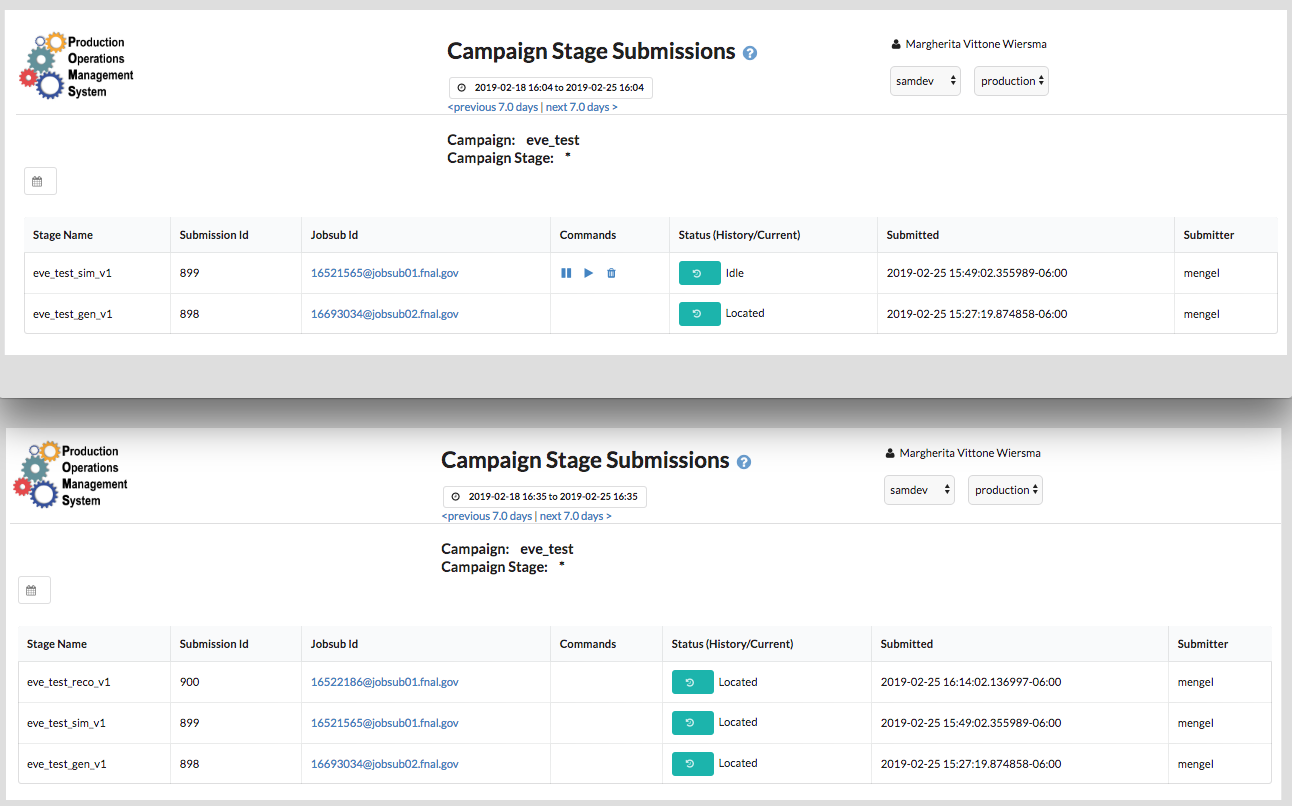 Production
Operations
Management
System
Campaign Stage Submissions ?
2019-02-18 16:04 to 2019-02-25 16:04
<previous 7.0 days | next 7.0 days >
Margherita Vittone Wiersma
samdev production
Campaign: eve_test
Campaign Stage: *
Stage Name Submission Id Jobsub Id Commands Status (History/Current) Submitted Submitter
eve_test_sim_v1 899 16521565@jobsub01.fnal.gov Idle 2019-02-25 15:49:02.355989-06:00 mengel
eve_test_gen_v1 898 16693034@jobsub02.fnal.gov Located 2019-02-25 15:27:19.874858-06:00 mengel
Production
Operations
Management
System
Campaign Stage Submissions ?
2019-02-18 16:35 to 2019-02-25 16:35
<previous 7.0 days | next 7.0 days >
Margherita Vittone Wiersma
samdev production
Campaign: eve_test
Campaign Stage: *
Stage Name Submission Id Jobsub Id Commands Status (History/Current) Submitted Submitter
eve_test_reco_v1 900 16522186@jobsub01.fnal.gov Located 2019-02-25 16:14:02.136997-06:00 mengel
eve_test_sim_v1 899 16521565@jobsub01.fnal.gov Located 2019-02-25 15:49:02.355989-06:00 mengel
eve_test_gen_v1 898 16693034@jobsub02.fnal.gov Located 2019-02-25 15:27:19.874858-06:00 mengel